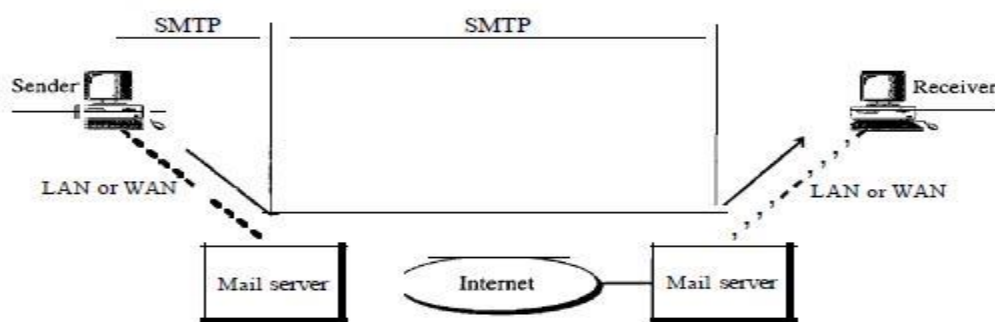 SMTP
SMTP
Sender
Receiver
LAN or WAN
LAN or WAN
Mail server
Internet
Mail server